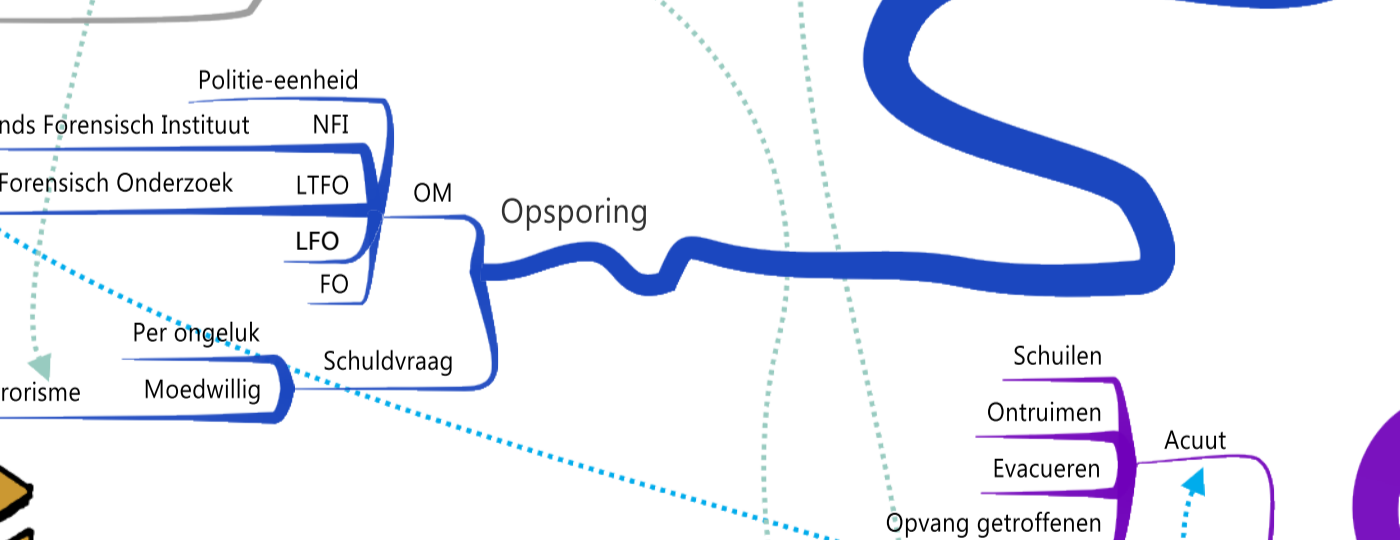 Politie-eenheid
nds Forensisch Instituut NFI
Forensisch Onderzoek LTFO
OM
Opsporing
LFO
FO
Per ongeluk
Schuldvraag
rorisme Moedwillig
Schuilen
Ontruimen
Acuut
Evacueren
Opvang getroffenen